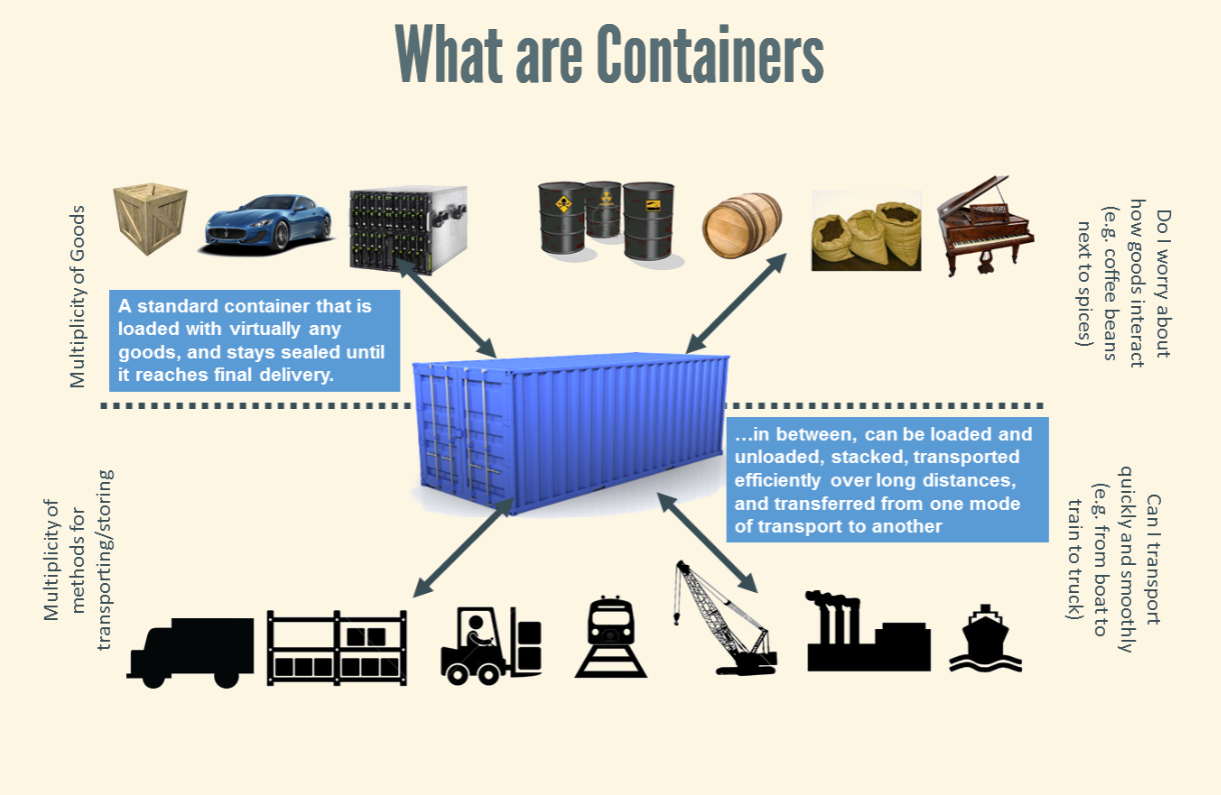 What are Containers
Multiplicity of Goods
Do I worry about
how goods interact
(e.g. coffee beans
next to spices)
A standard container that is
loaded with virtually any
goods, and stays sealed until
it reaches final delivery.
…in between, can be loaded and
unloaded, stacked, transported
efficiently over long distances,
and transferred from one mode
of transport to another
Multiplicity of
methods for
transporting/storing
Can I transport
quickly and smoothly
(e.g. from boat to
train to truck)